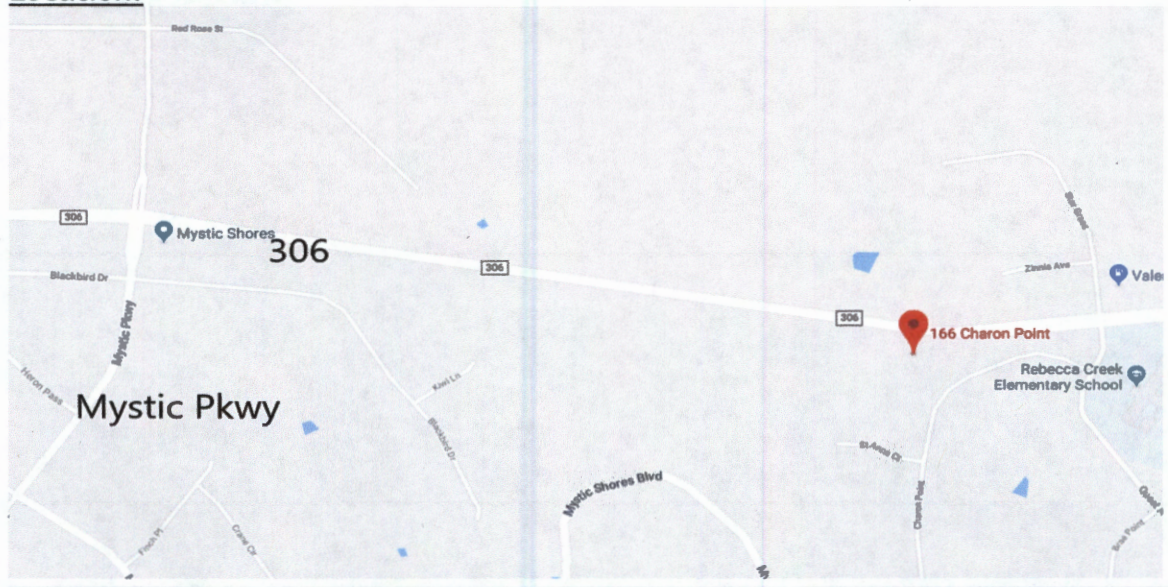 Red Rose St
306
Mystic Shores
306
306
Blackbird Dr
Zinnia Ave
306
166 Charon Point
Mystic Pkwy
Rebecca Creek
Elementary School
Heron Pass
Kiwi Ln
Mystic Pkwy
Blackbird Dr
Mystic Shores Blvd
Charon Point
Finch Pl
Crane Cir